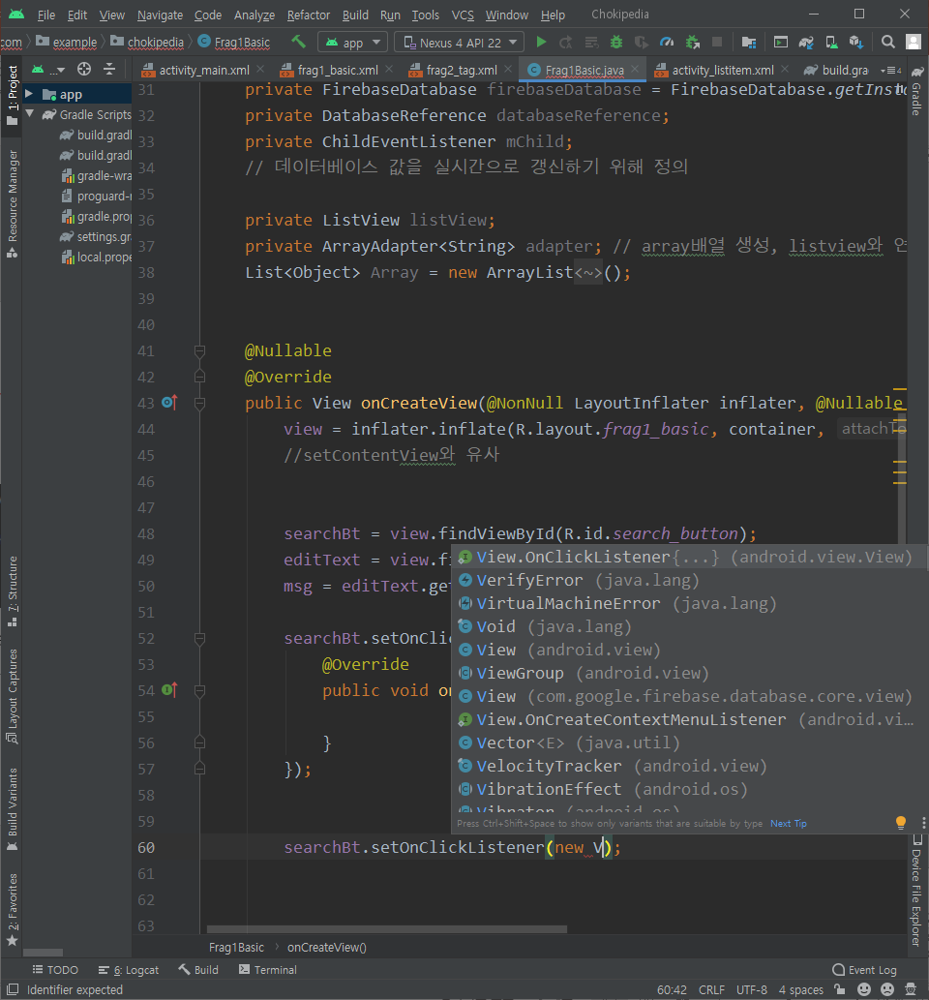 File Edit View Navigate Code Analyze Refactor Build Run Tools VCS Window Help Chokipedia
com example chokipedia Frag1Basic app Nexus 4 API 22
activity_main.xml frag1_basic.xml frag2_tag.xml Frag1Basic.java activity_listitem.xml build.gra 4
1: Project
Resource Manager
7: Structure
Layout Captures
Build Variants
2: Favorites
app
Gradle Scripts
build.gradl
build.gradl
gradle-wra
proguard-r
gradle.prop
settings.gra
local.prope
31 private FirebaseDatabase firebaseDatabase = FirebaseDatabase.getInsta
32 private DatabaseReference databaseReference;
33 private ChildEventListener mChild;
34 // 데이터베이스 값을 실시간으로 갱신하기 위해 정의
35
36 private ListView listView;
37 private ArrayAdapter<String> adapter; // array배열 생성, listview와 연
38 List<Object> Array = new ArrayList<~>();
39
40
41 @Nullable
42 @Override
43 public View onCreateView(@NonNull LayoutInflater inflater, @Nullable
44 view = inflater.inflate(R.layout.frag1_basic, container, attachTo
45 //setContentView와 유사
46
47
48 searchBt = view.findViewById(R.id.search_button);
49 editText = view.fi
50 msg = editText.get
51
52 searchBt.setOnClic
53 @Override
54 public void on
55
56 }
57 });
58
59
60 searchBt.setOnClickListener(new V);
61
62
63
View.OnClickListener{...} (android.view.View)
VerifyError (java.lang)
VirtualMachineError (java.lang)
Void (java.lang)
View (android.view)
ViewGroup (android.view)
View (com.google.firebase.database.core.view)
View.OnCreateContextMenuListener (android.vi...
Vector<E> (java.util)
VelocityTracker (android.view)
VibrationEffect (android.os)
Vibrator (android.os)
Press Ctrl+Shift+Space to show only variants that are suitable by type Next Tip
Gradle
Device File Explorer
Frag1Basic onCreateView()
TODO 6: Logcat Build Terminal Event Log
Identifier expected 60:42 CRLF UTF-8 4 spaces